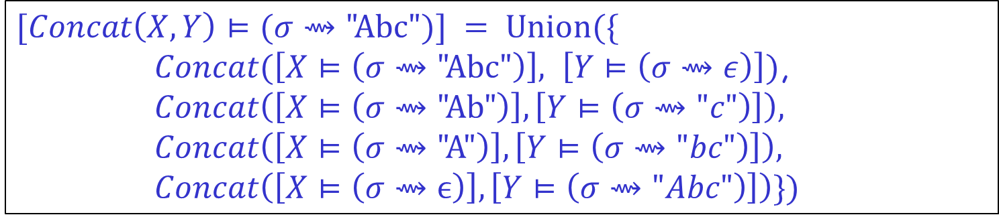 [Concat(X, Y) ⊨ (σ ⇝ "Abc")] = Union({
Concat([X ⊨ (σ ⇝ "Abc")], [Y ⊨ (σ ⇝ ϵ)]),
Concat([X ⊨ (σ ⇝ "Ab")], [Y ⊨ (σ ⇝ "c")]),
Concat([X ⊨ (σ ⇝ "A")], [Y ⊨ (σ ⇝ "bc")]),
Concat([X ⊨ (σ ⇝ ϵ)], [Y ⊨ (σ ⇝ "Abc")])})